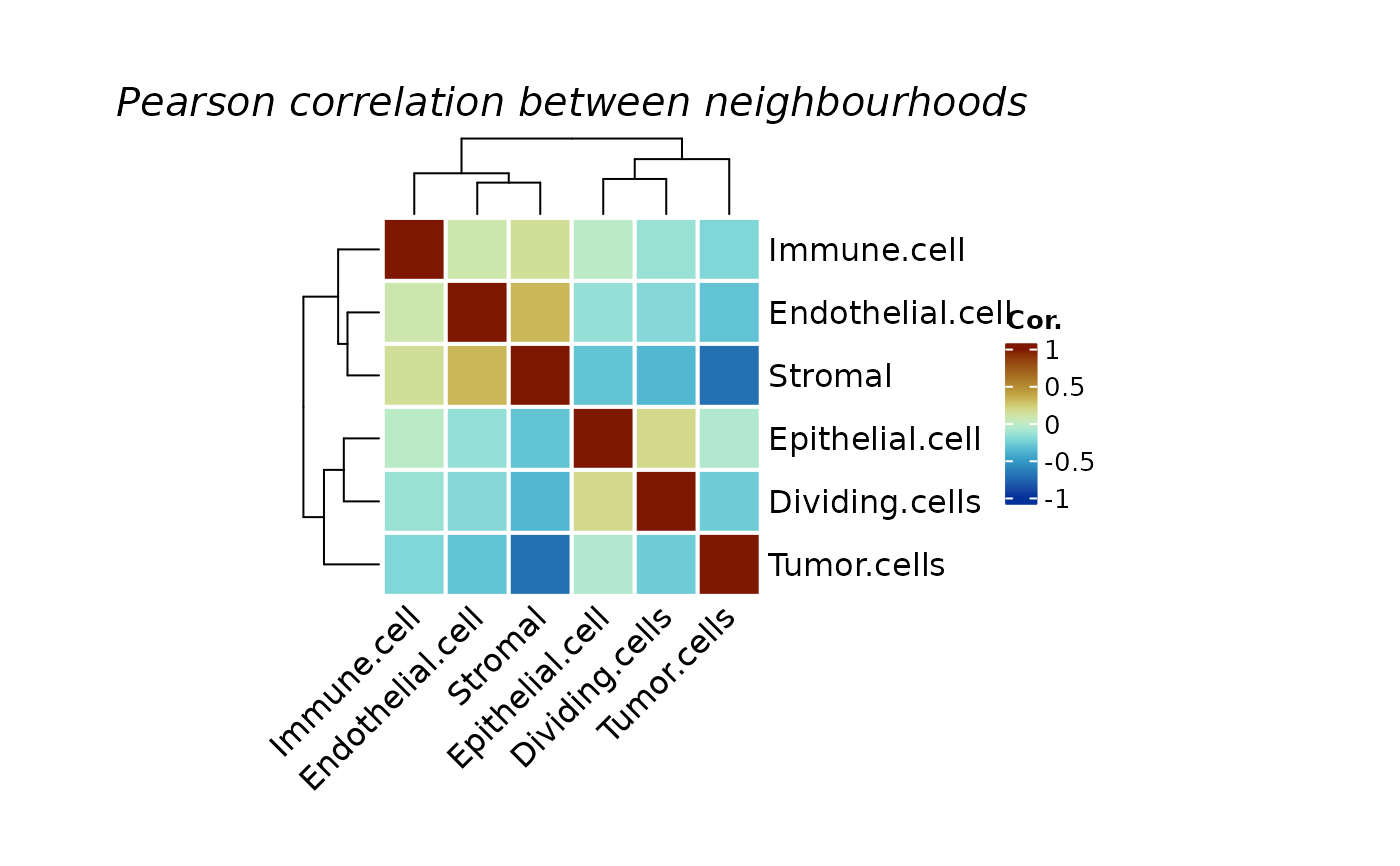 Pearson correlation between neighbourhoods
Immune.cell
Endothelial.cell
Stromal
Epithelial.cell
Dividing.cells
Tumor.cells
Cor.
1
0.5
0
-0.5
-1
Immune.cell
Endothelial.cell
Stromal
Epithelial.cell
Dividing.cells
Tumor.cells